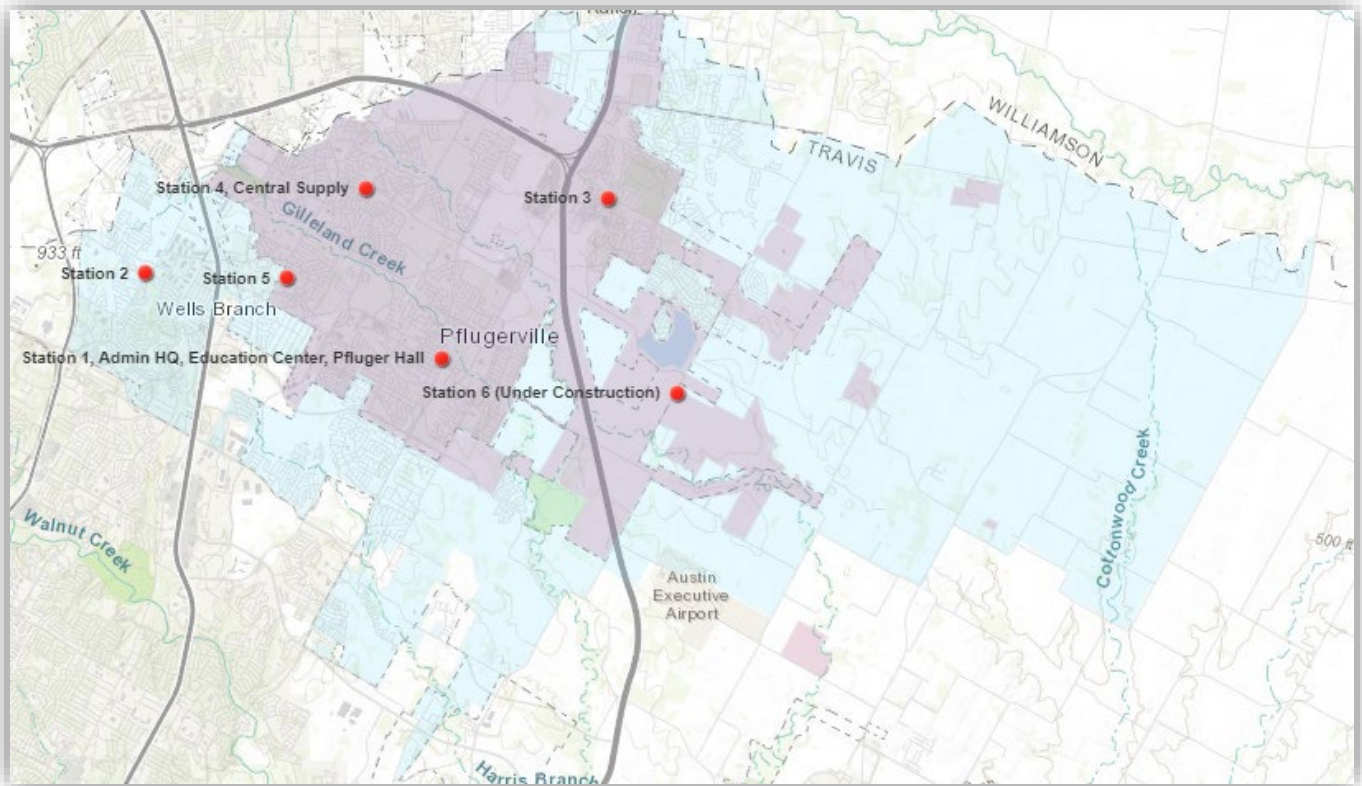 WILLIAMSON
TRAVIS
Station 4, Central Supply
Station 3
Gilleland Creek
933 ft
Station 2
Station 5
Wells Branch
Pflugerville
Station 1, Admin HQ, Education Center, Pfluger Hall
Station 6 (Under Construction)
Cottonwood Creek
Walnut Creek
500 ft
Austin
Executive
Airport
Harris Branch